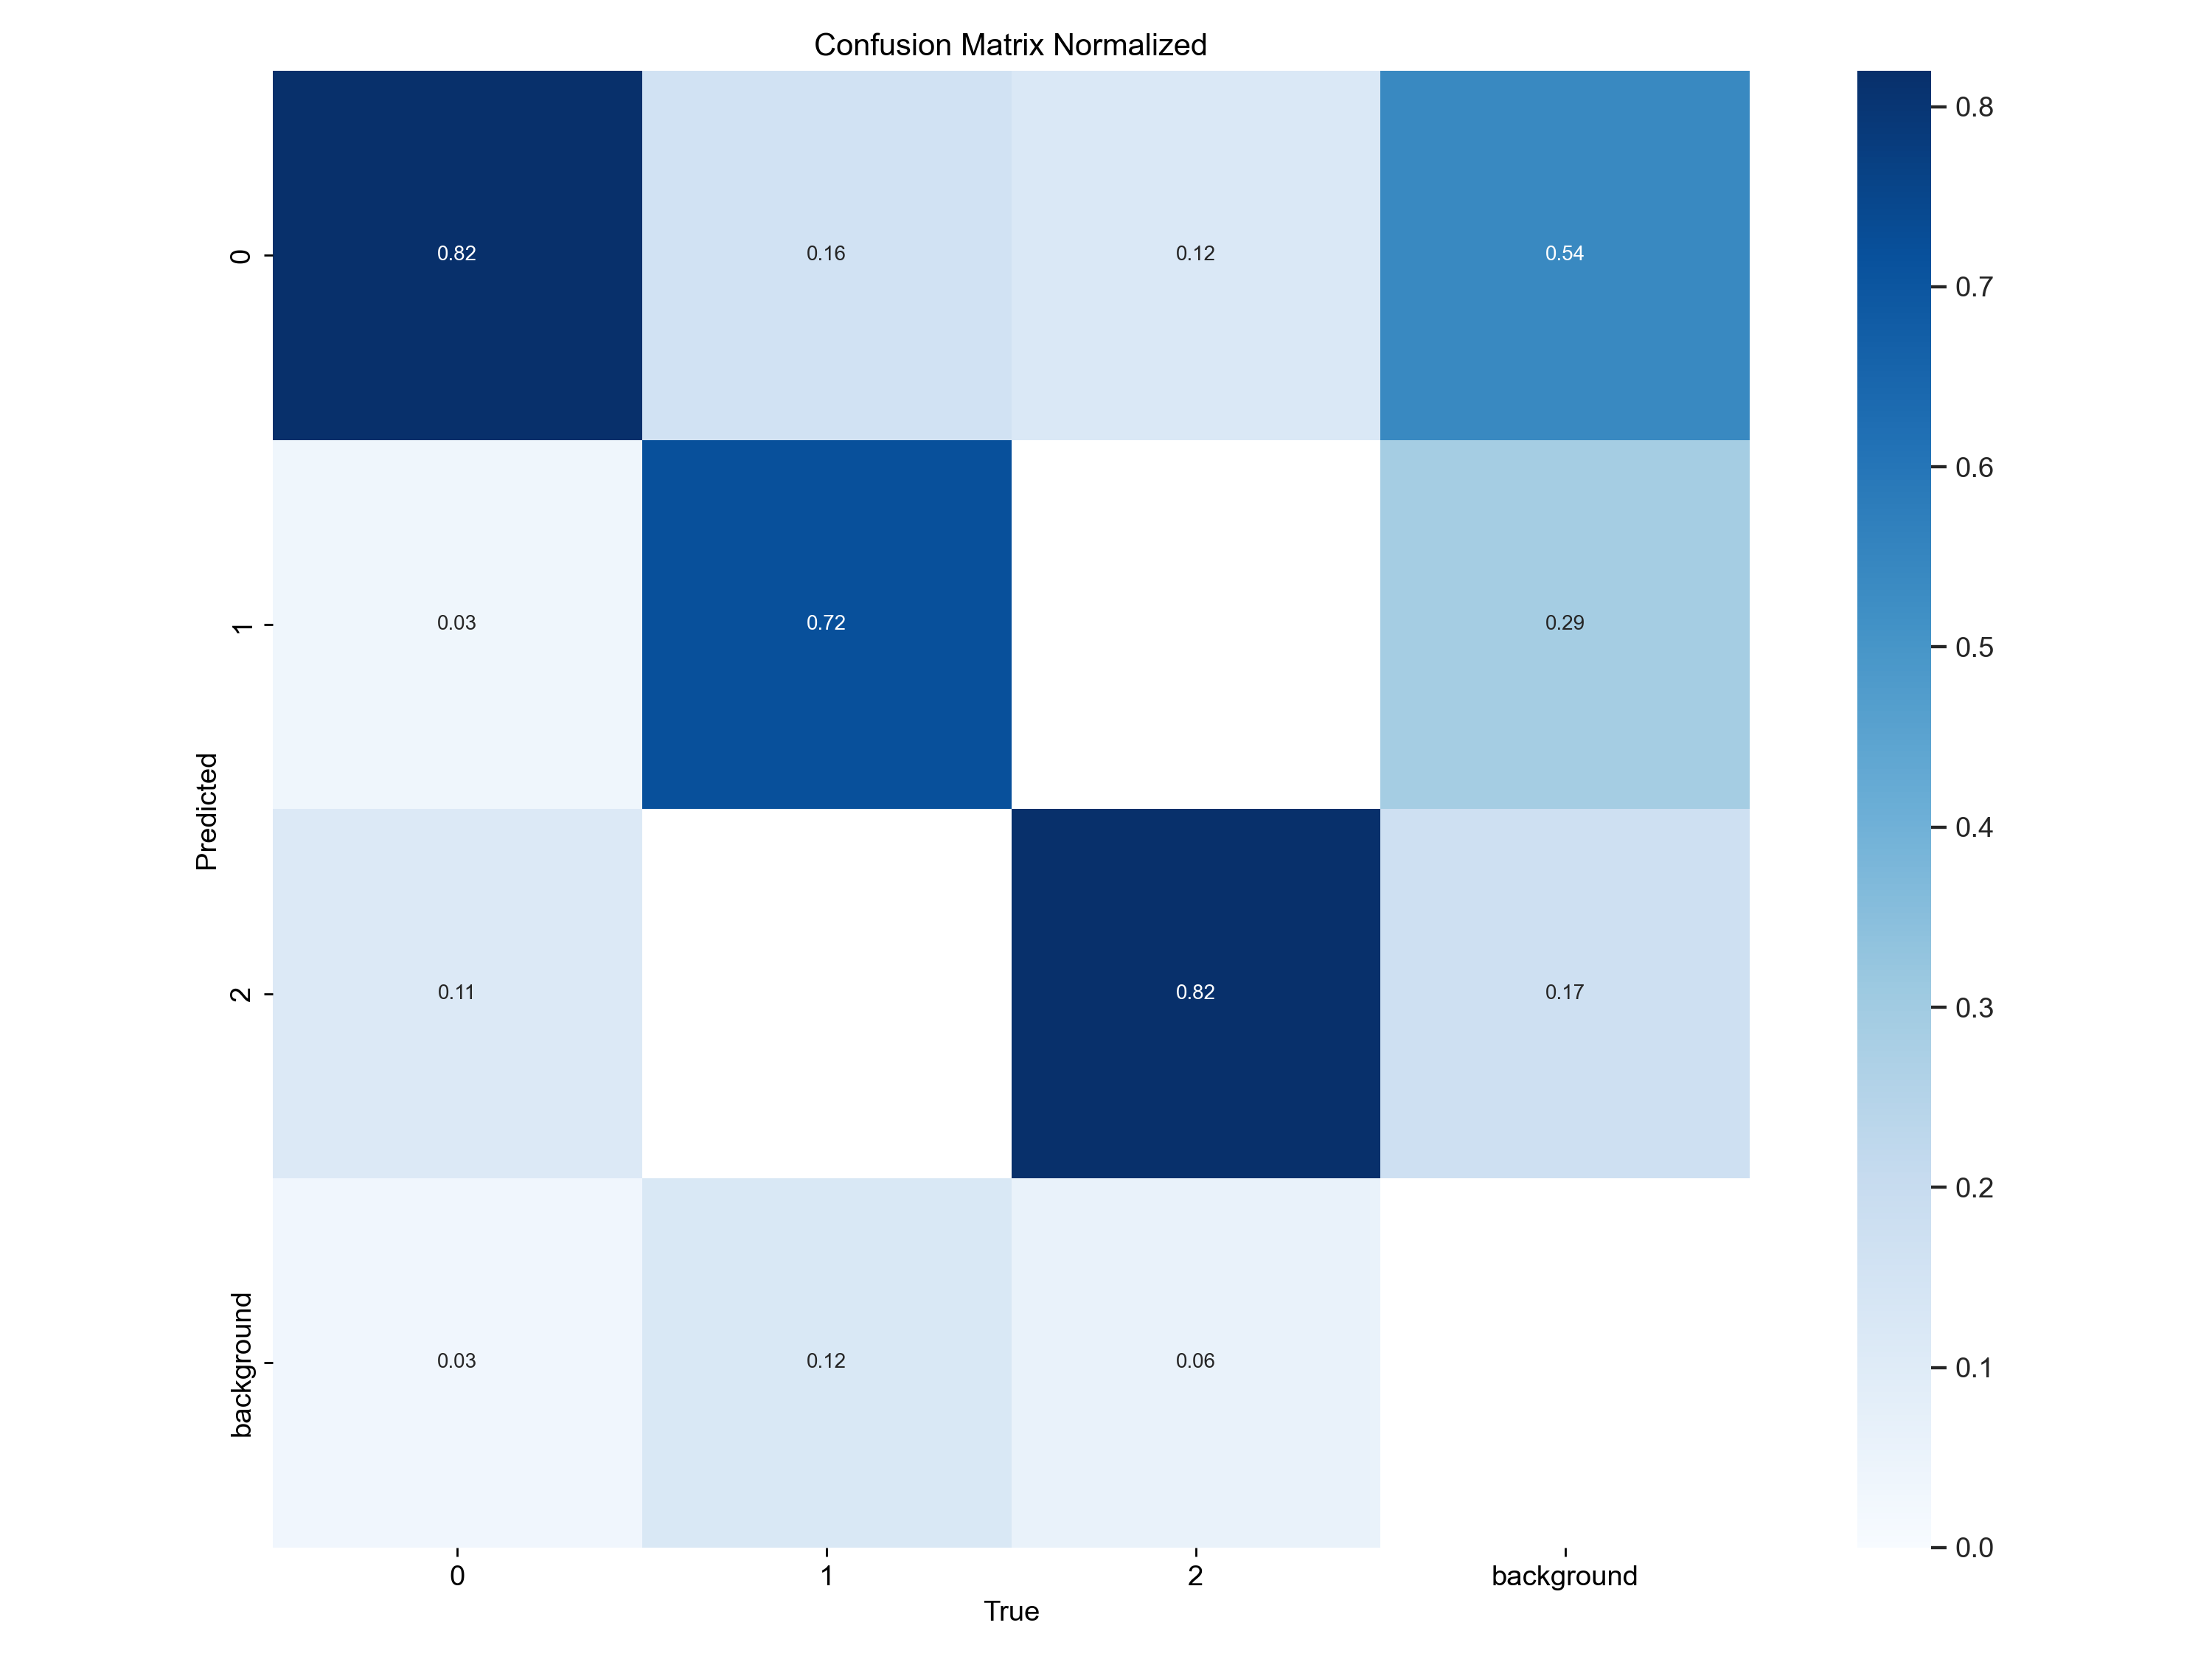 Confusion Matrix Normalized
0 0.82 0.16 0.12 0.54
1 0.03 0.72 0.29
2 0.11 0.82 0.17
background 0.03 0.12 0.06
Predicted
0 1 2 background
True
0.8
0.7
0.6
0.5
0.4
0.3
0.2
0.1
0.0